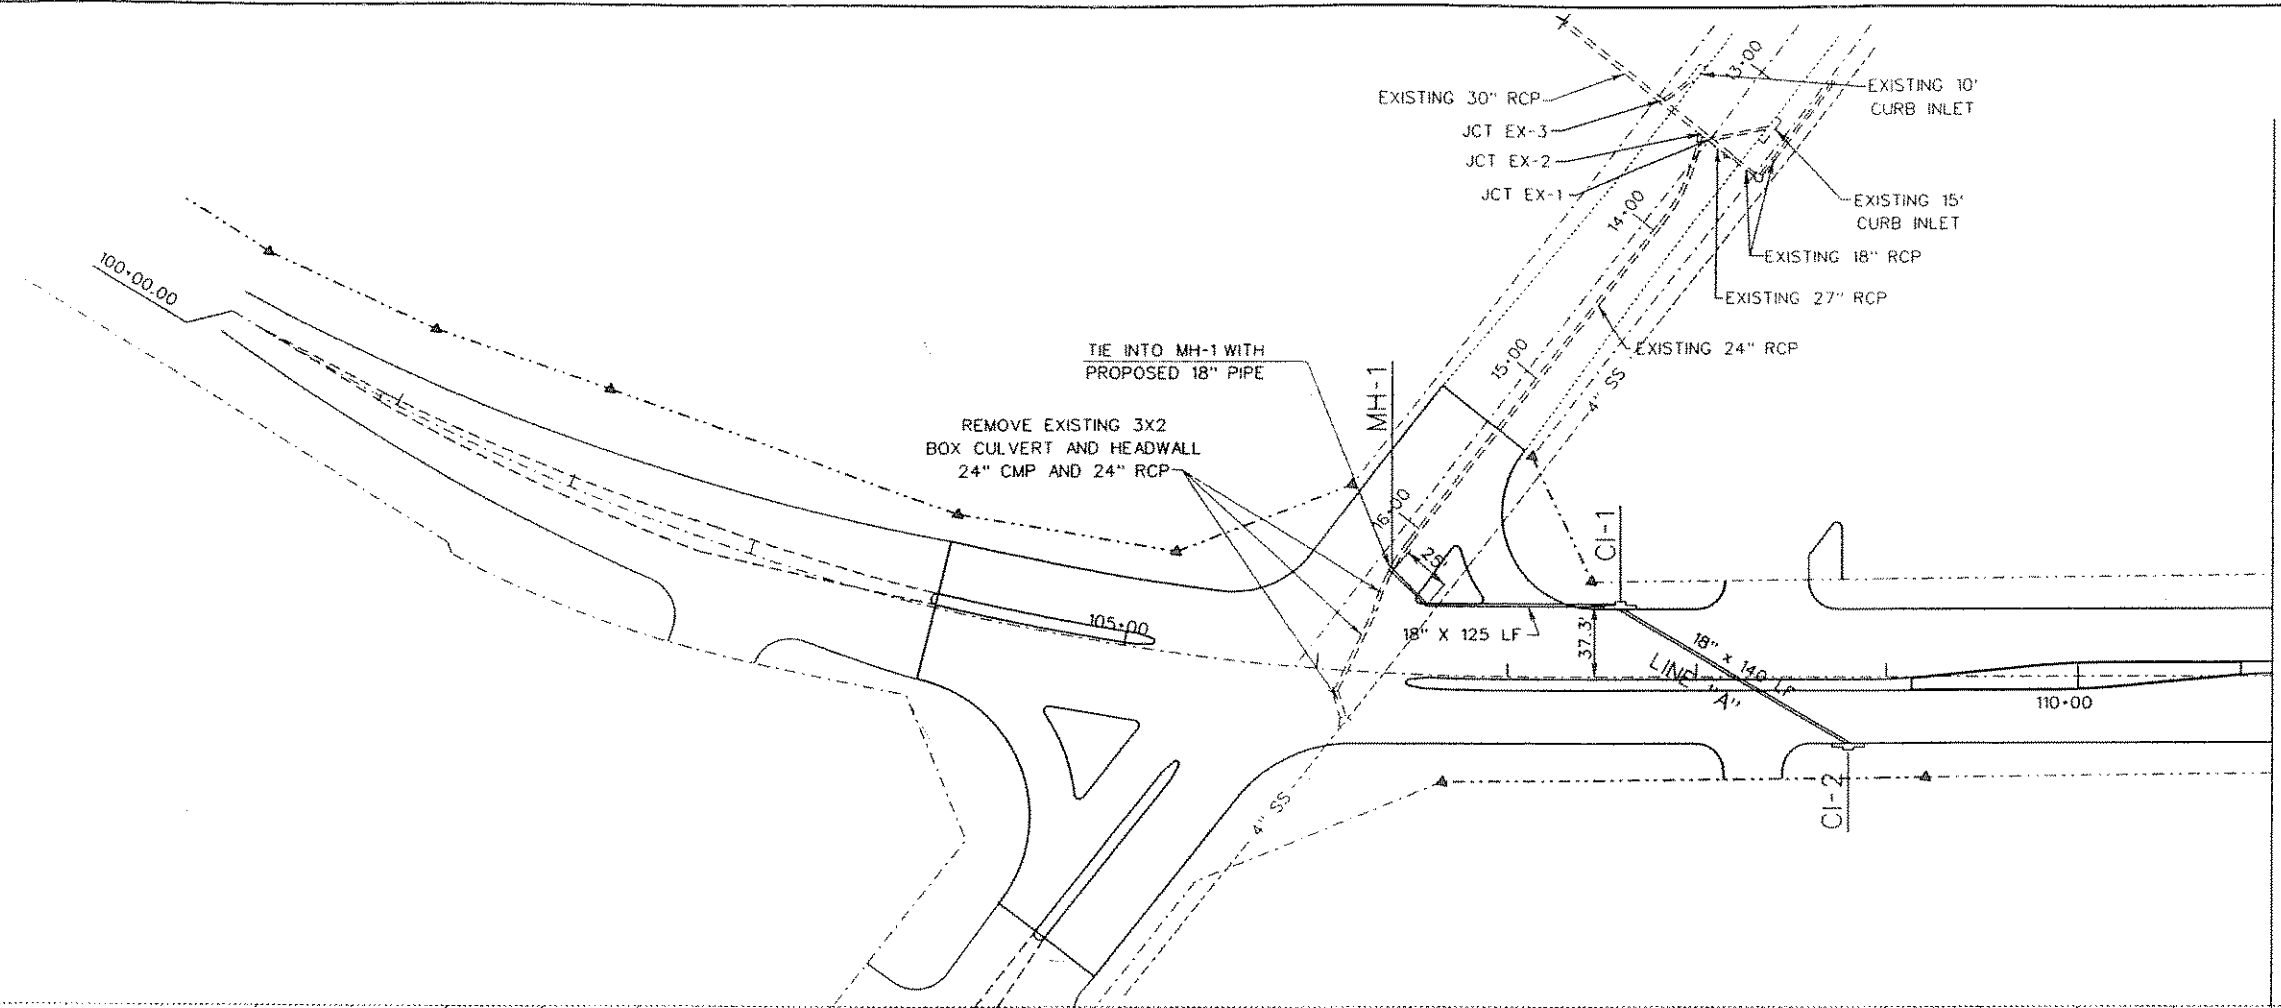 13+00
EXISTING 30" RCP
JCT EX-3
JCT EX-2
JCT EX-1
EXISTING 10'
CURB INLET
EXISTING 15'
CURB INLET
EXISTING 18" RCP
EXISTING 27" RCP
14+00
EXISTING 24" RCP
15+00
4" SS
100+00.00
TIE INTO MH-1 WITH
PROPOSED 18" PIPE
MH-1
REMOVE EXISTING 3X2
BOX CULVERT AND HEADWALL
24" CMP AND 24" RCP
16+00
25'
CI-1
105+00
18" X 125 LF
37.3'
18" x 140 LF
LINE "A"
110+00
CI-2
4" SS